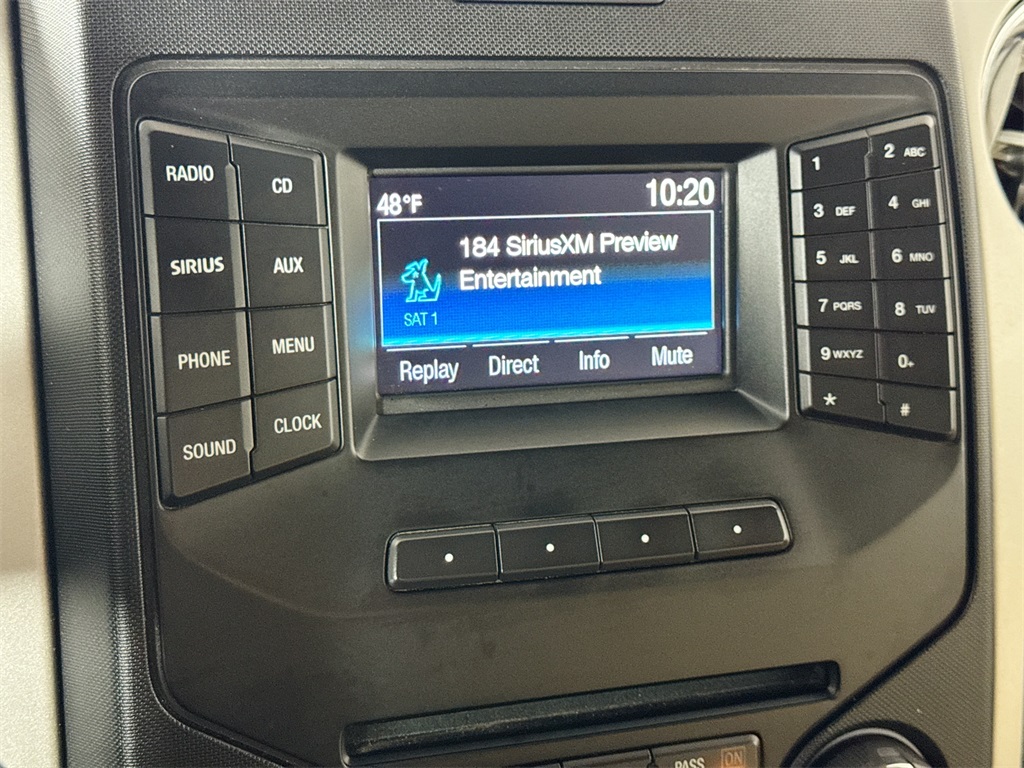 RADIO
CD
SIRIUS
AUX
PHONE
MENU
SOUND
CLOCK
48°F
10:20
184 SiriusXM Preview
Entertainment
SAT 1
Replay Direct Info Mute
1
2 ABC
3 DEF
4 GHI
5 JKL
6 MNO
7 PQRS
8 TUV
9 WXYZ
0+
*
#
PASS
ON